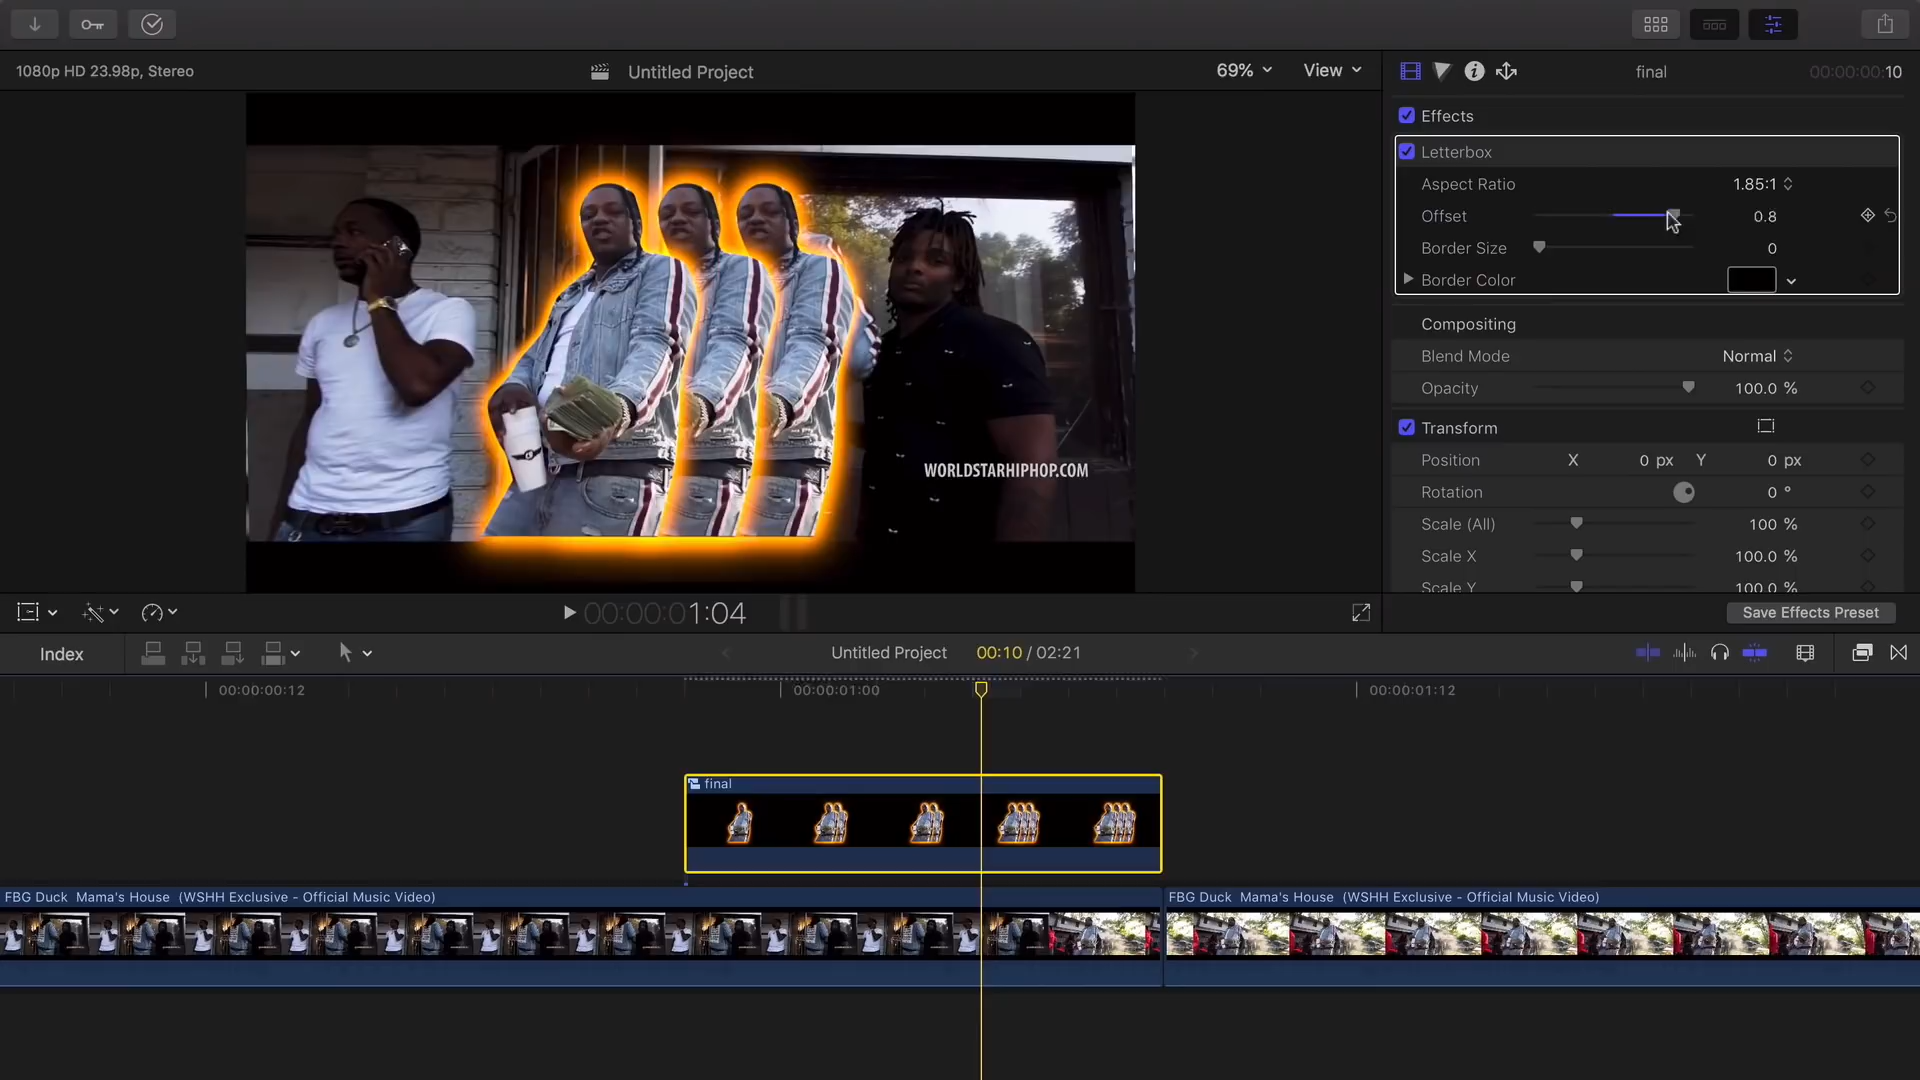 1080p HD 23.98p, Stereo
Untitled Project
69%
View
final
00:00:00:10
Effects
Letterbox
Aspect Ratio
1.85:1
Offset
0.8
Border Size
0
Border Color
Compositing
Blend Mode
Normal
Opacity
100.0 %
Transform
Position
X
0 px
Y
0 px
Rotation
0 °
Scale (All)
100 %
Scale X
100.0 %
Scale Y
100.0 %
Save Effects Preset
WORLDSTARHIPHOP.COM
00:00:01:04
Index
Untitled Project
00:10 / 02:21
00:00:00:12
00:00:01:00
00:00:01:12
final
FBG Duck Mama's House (WSHH Exclusive - Official Music Video)
FBG Duck Mama's House (WSHH Exclusive - Official Music Video)